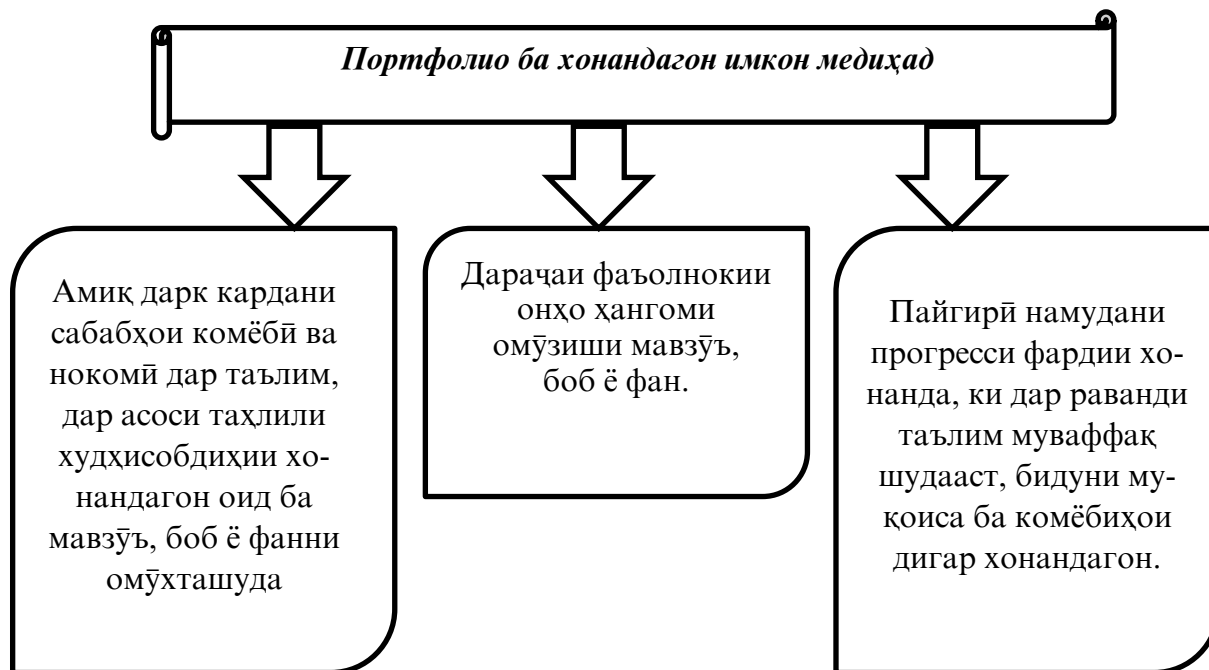 Портфолио ба хонандагон имкон медиҳад
Амиқ дарк кардани
сабабҳои комёбӣ ва
нокомӣ дар таълим,
дар асоси таҳлили
худҳисобдиҳии хо-
нандагон оид ба
мавзӯъ, боб ё фанни
омӯхташуда
Дараҷаи фаъолнокии
онҳо ҳангоми
омӯзиши мавзӯъ,
боб ё фан.
Пайгирӣ намудани
прогресси фардии хо-
нанда, ки дар раванди
таълим муваффақ
шудааст, бидуни му-
қоиса ба комёбиҳои
дигар хонандагон.